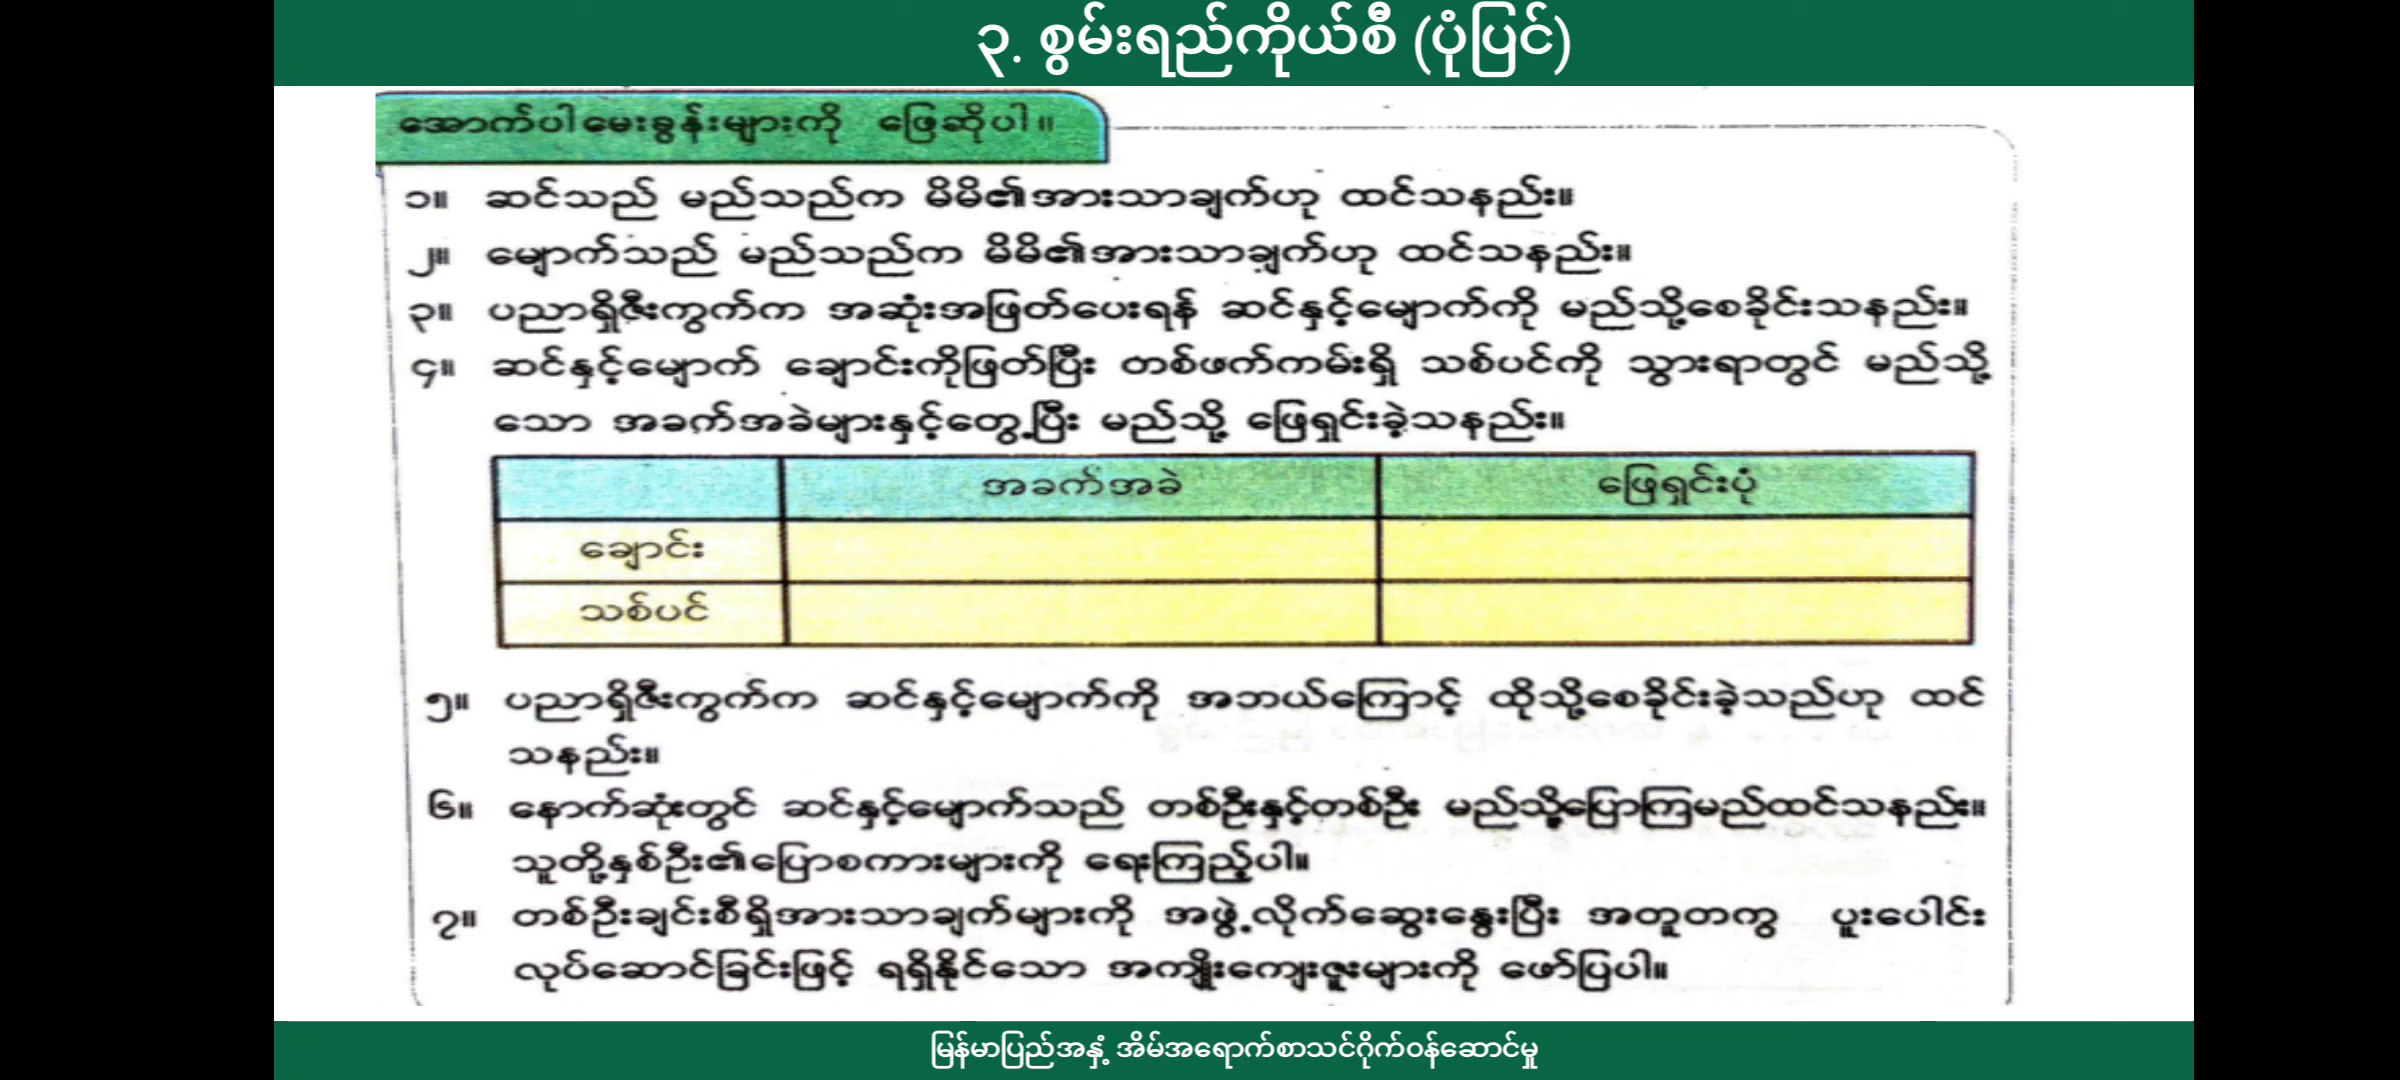 ၃. စွမ်းရည်ကိုယ်စီ (ပုံပြင်)
အောက်ပါမေးခွန်းများကို ဖြေဆိုပါ။
၁။ ဆင်သည် မည်သည်က မိမိ၏အားသာချက်ဟု ထင်သနည်း။
၂။ မျောက်သည် မည်သည်က မိမိ၏အားသာချက်ဟု ထင်သနည်း။
၃။ ပညာရှိဇီးကွက်က အဆုံးအဖြတ်ပေးရန် ဆင်နှင့်မျောက်ကို မည်သို့စေခိုင်းသနည်း။
၄။ ဆင်နှင့်မျောက် ချောင်းကိုဖြတ်ပြီး တစ်ဖက်ကမ်းရှိ သစ်ပင်ကို သွားရာတွင် မည်သို့
သော အခက်အခဲများနှင့်တွေ့ပြီး မည်သို့ ဖြေရှင်းခဲ့သနည်း။
အခက်အခဲ ဖြေရှင်းပုံ
ချောင်း
သစ်ပင်
၅။ ပညာရှိဇီးကွက်က ဆင်နှင့်မျောက်ကို အဘယ်ကြောင့် ထိုသို့စေခိုင်းခဲ့သည်ဟု ထင်
သနည်း။
၆။ နောက်ဆုံးတွင် ဆင်နှင့်မျောက်သည် တစ်ဦးနှင့်တစ်ဦး မည်သို့ပြောကြမည်ထင်သနည်း။
သူတို့နှစ်ဦး၏ပြောစကားများကို ရေးကြည့်ပါ။
၇။ တစ်ဦးချင်းစီရှိအားသာချက်များကို အဖွဲ့လိုက်ဆွေးနွေးပြီး အတူတကွ ပူးပေါင်း
လုပ်ဆောင်ခြင်းဖြင့် ရရှိနိုင်သော အကျိုးကျေးဇူးများကို ဖော်ပြပါ။
မြန်မာပြည်အနှံ့ အိမ်အရောက်စာသင်ဂိုက်ဝန်ဆောင်မှု